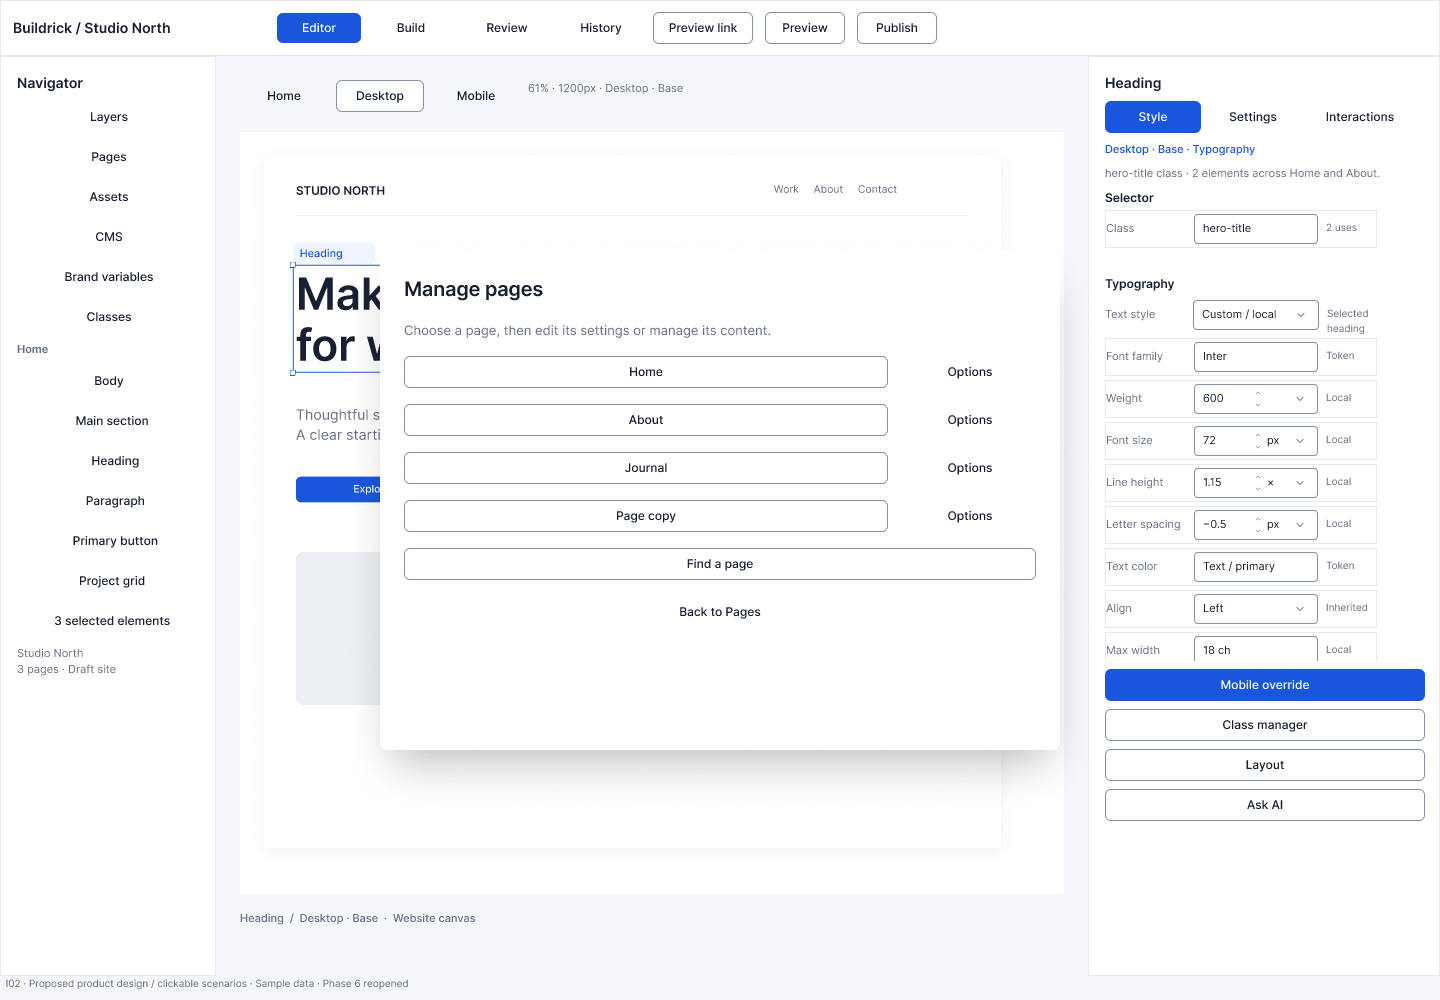 Buildrick / Studio North
Editor
Build
Review
History
Preview link
Preview
Publish
Navigator
Layers
Pages
Assets
CMS
Brand variables
Classes
Home
Body
Main section
Heading
Paragraph
Primary button
Project grid
3 selected elements
Studio North
3 pages · Draft site
Home
Desktop
Mobile
61% · 1200px · Desktop · Base
STUDIO NORTH
Work
About
Contact
Heading
Mak
for w
Thoughtful s
A clear starti
Explo
Manage pages
Choose a page, then edit its settings or manage its content.
Home
Options
About
Options
Journal
Options
Page copy
Options
Find a page
Back to Pages
Heading / Desktop · Base · Website canvas
Heading
Style
Settings
Interactions
Desktop · Base · Typography
hero-title class · 2 elements across Home and About.
Selector
Class
hero-title
2 uses
Typography
Text style
Custom / local
Selected
heading
Font family
Inter
Token
Weight
600
Local
Font size
72
px
Local
Line height
1.15
×
Local
Letter spacing
−0.5
px
Local
Text color
Text / primary
Token
Align
Left
Inherited
Max width
18 ch
Local
Mobile override
Class manager
Layout
Ask AI
I02 · Proposed product design / clickable scenarios · Sample data · Phase 6 reopened